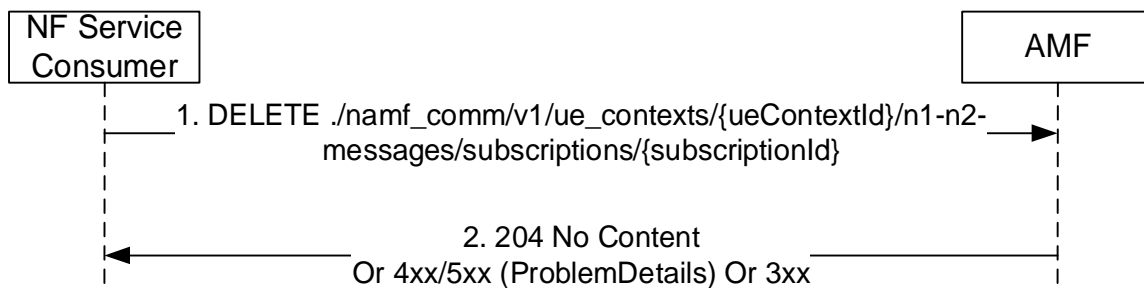 NF Service
Consumer
AMF
1. DELETE ./namf_comm/v1/ue_contexts/{ueContextId}/n1-n2-
messages/subscriptions/{subscriptionId}
2. 204 No Content
Or 4xx/5xx (ProblemDetails) Or 3xx